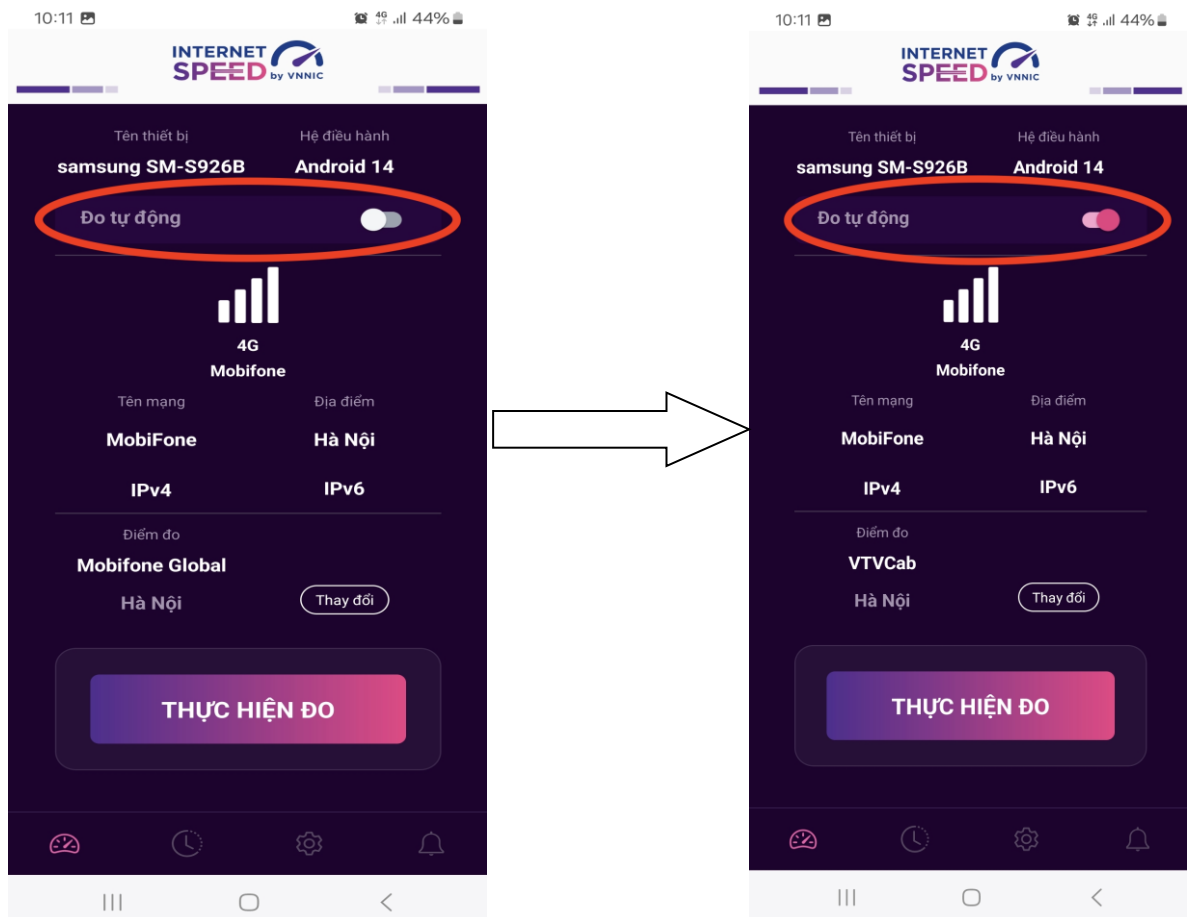 10:11 4G 44%
INTERNET
SPEED by VNNIC
Tên thiết bị Hệ điều hành
samsung SM-S926B Android 14
Đo tự động
4G
Mobifone
Tên mạng Địa điểm
MobiFone Hà Nội
IPv4 IPv6
Điểm đo
Mobifone Global
Hà Nội Thay đổi
THỰC HIỆN ĐO
10:11 4G 44%
INTERNET
SPEED by VNNIC
Tên thiết bị Hệ điều hành
samsung SM-S926B Android 14
Đo tự động
4G
Mobifone
Tên mạng Địa điểm
MobiFone Hà Nội
IPv4 IPv6
Điểm đo
VTVCab
Hà Nội Thay đổi
THỰC HIỆN ĐO